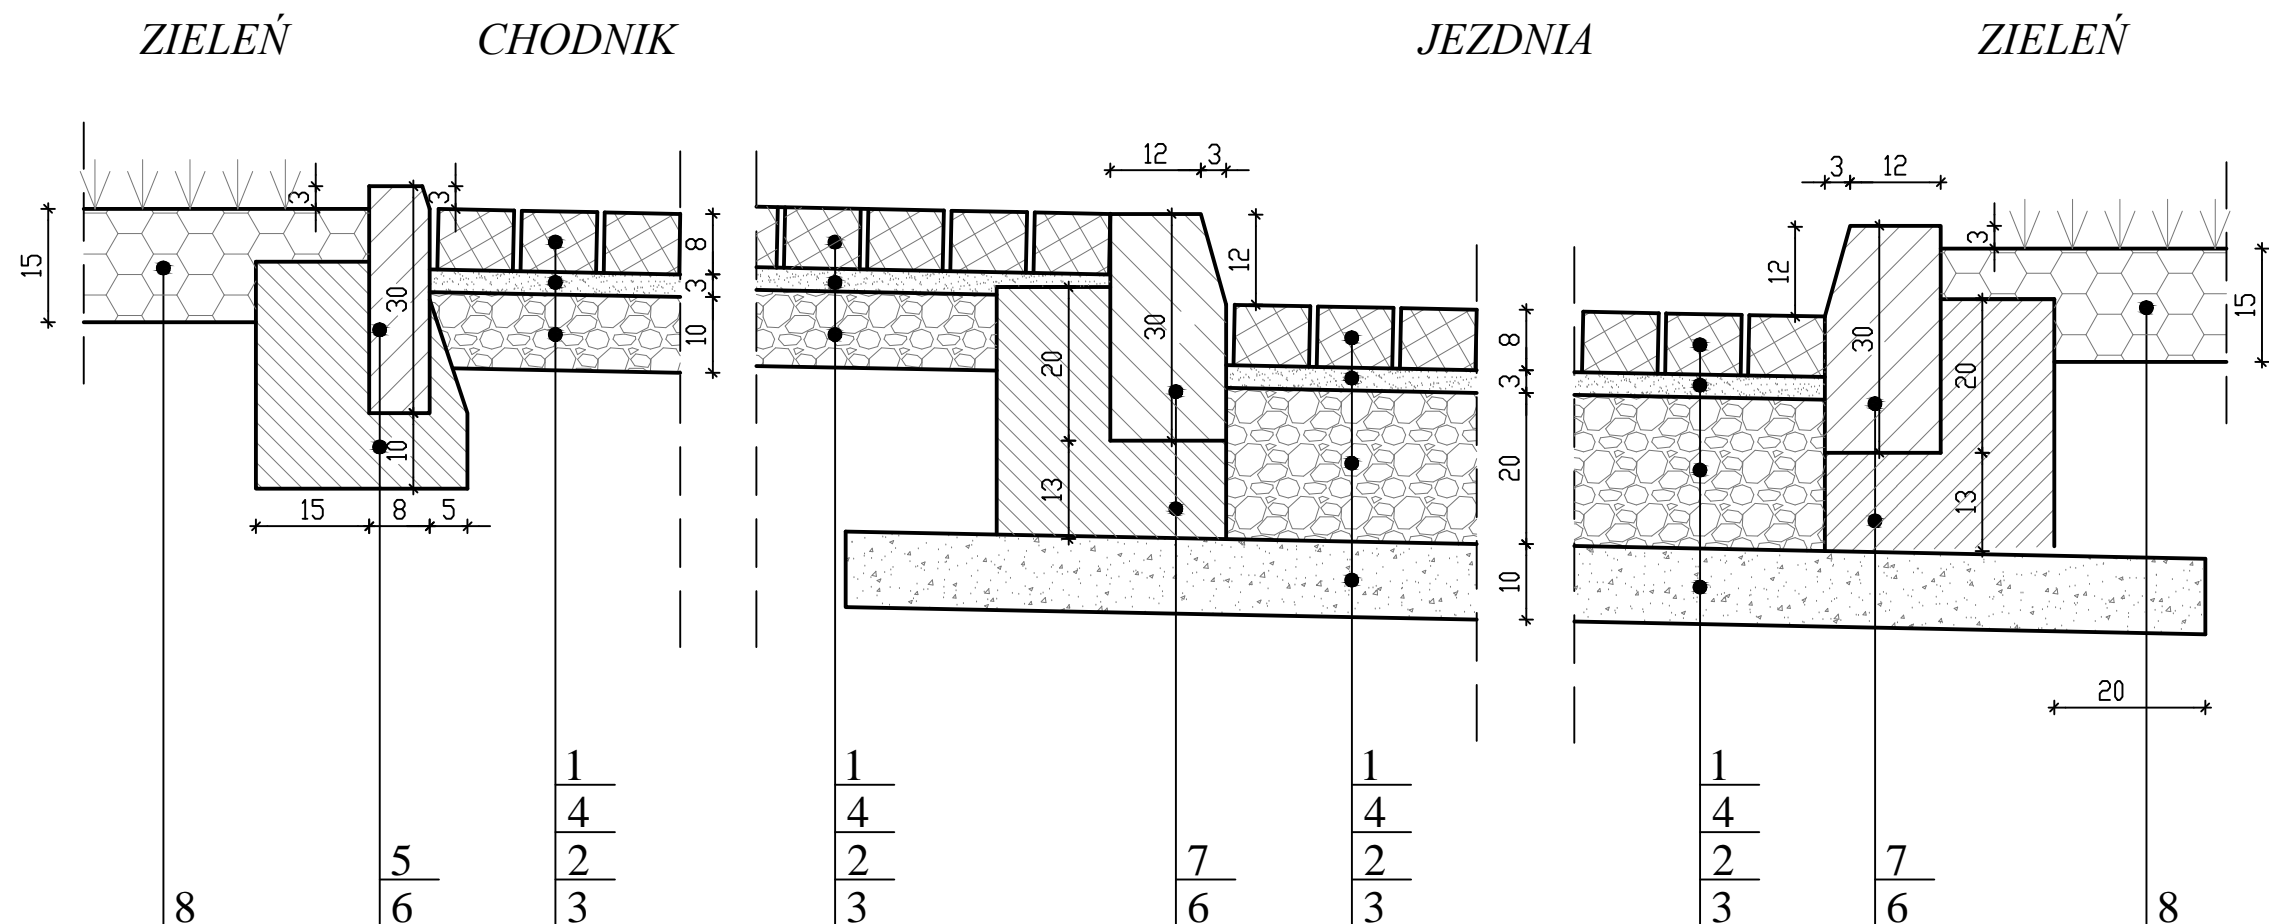 ZIELEŃ CHODNIK JEZDNIA ZIELEŃ
12 3
3 12
3 3
3
15 8 12 12 15
3
30 10 30 8 30
20 3 20
10 13 20 13
15 8 5
10
20
1 1 1 1
4 4 4 4
5 2 2 7 2 2 7
8 6 3 3 6 3 3 6 8